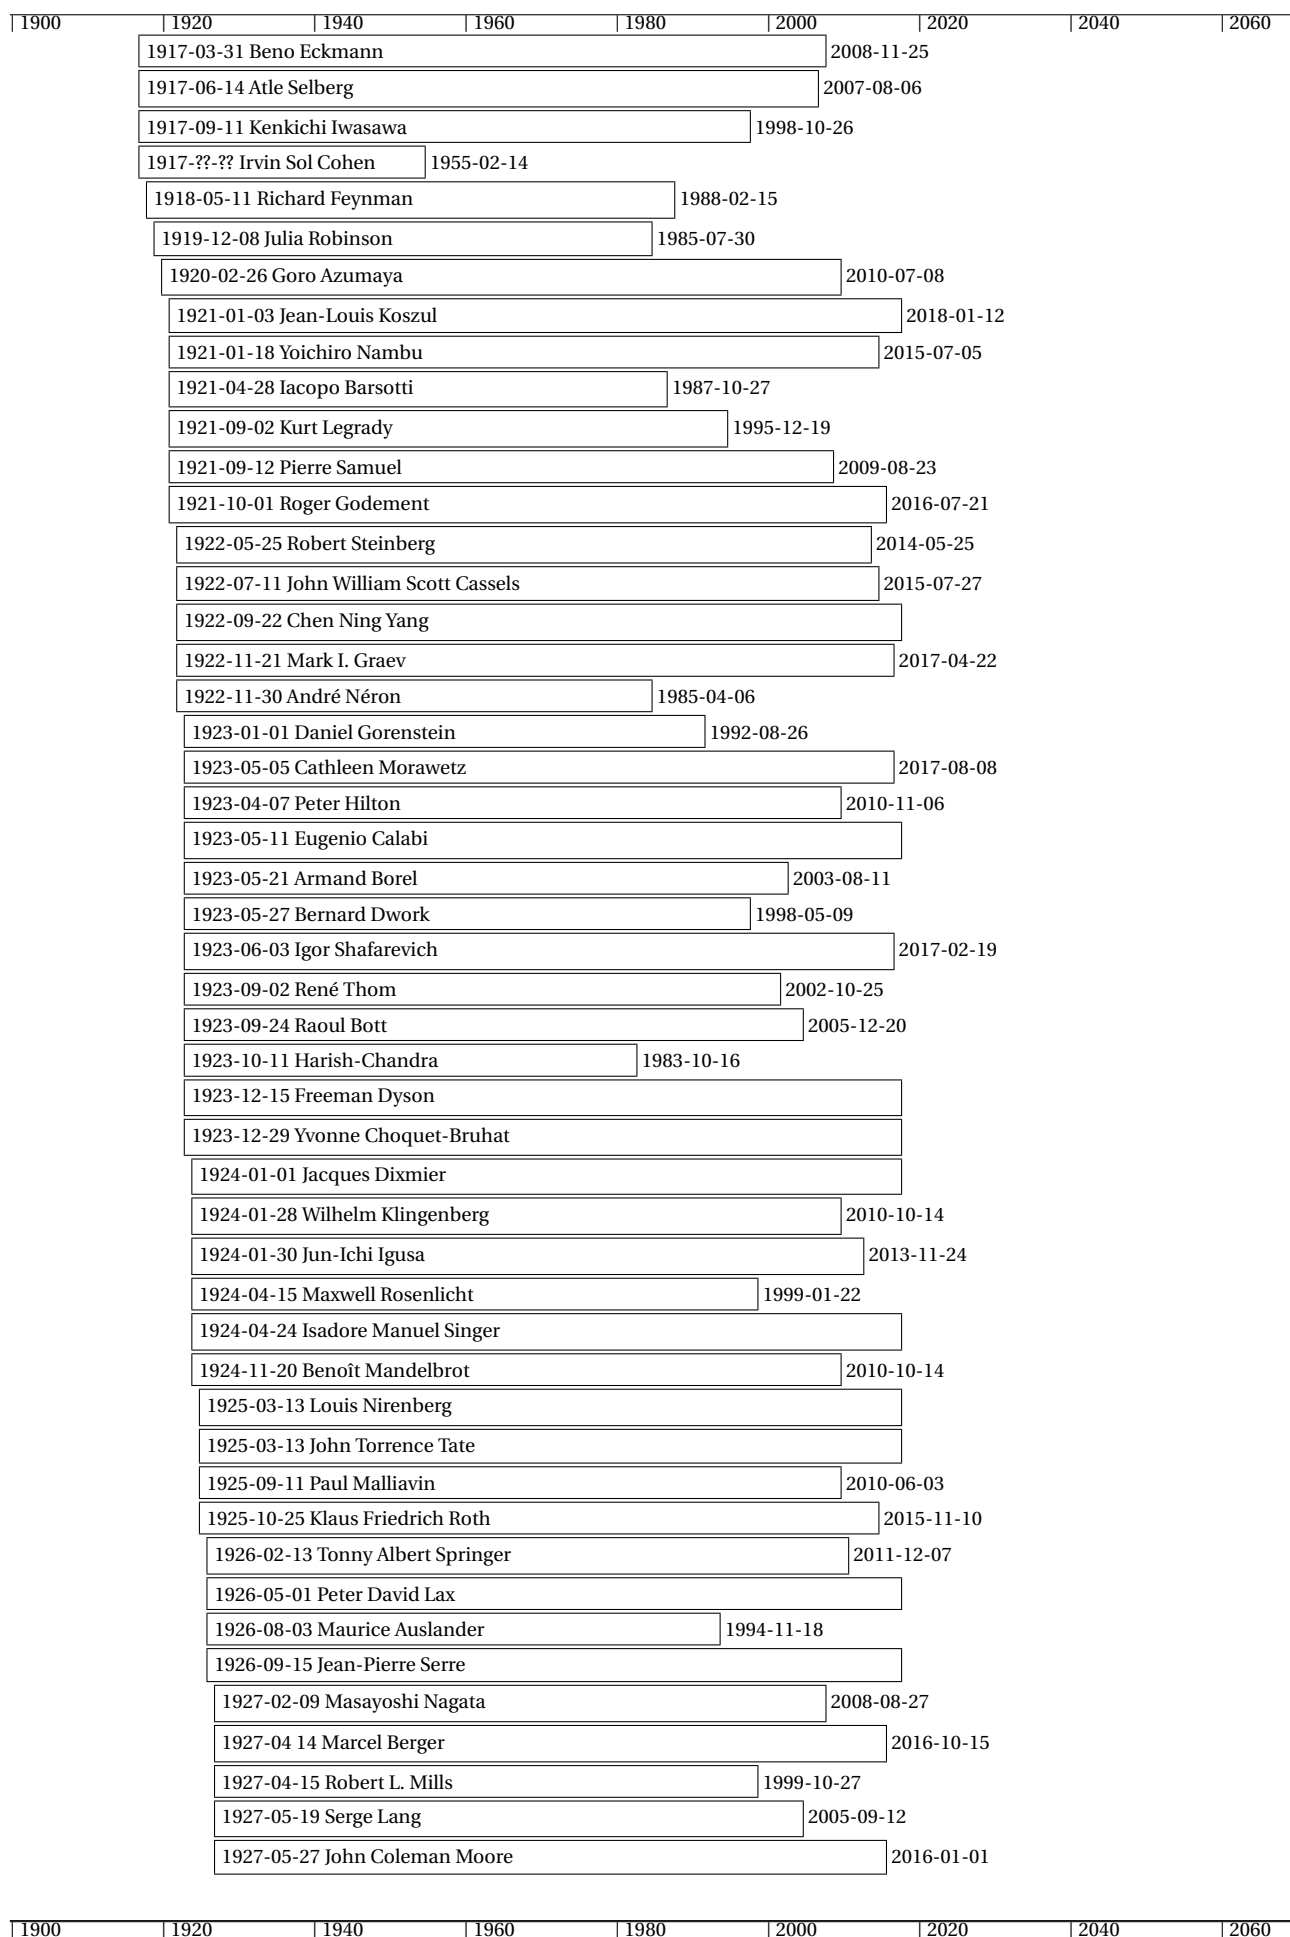 1900 1920 1940 1960 1980 2000 2020 2040 2060
1917-03-31 Beno Eckmann 2008-11-25
1917-06-14 Atle Selberg 2007-08-06
1917-09-11 Kenkichi Iwasawa 1998-10-26
1917-??-?? Irvin Sol Cohen 1955-02-14
1918-05-11 Richard Feynman 1988-02-15
1919-12-08 Julia Robinson 1985-07-30
1920-02-26 Goro Azumaya 2010-07-08
1921-01-03 Jean-Louis Koszul 2018-01-12
1921-01-18 Yoichiro Nambu 2015-07-05
1921-04-28 Iacopo Barsotti 1987-10-27
1921-09-02 Kurt Legrady 1995-12-19
1921-09-12 Pierre Samuel 2009-08-23
1921-10-01 Roger Godement 2016-07-21
1922-05-25 Robert Steinberg 2014-05-25
1922-07-11 John William Scott Cassels 2015-07-27
1922-09-22 Chen Ning Yang
1922-11-21 Mark I. Graev 2017-04-22
1922-11-30 André Néron 1985-04-06
1923-01-01 Daniel Gorenstein 1992-08-26
1923-05-05 Cathleen Morawetz 2017-08-08
1923-04-07 Peter Hilton 2010-11-06
1923-05-11 Eugenio Calabi
1923-05-21 Armand Borel 2003-08-11
1923-05-27 Bernard Dwork 1998-05-09
1923-06-03 Igor Shafarevich 2017-02-19
1923-09-02 René Thom 2002-10-25
1923-09-24 Raoul Bott 2005-12-20
1923-10-11 Harish-Chandra 1983-10-16
1923-12-15 Freeman Dyson
1923-12-29 Yvonne Choquet-Bruhat
1924-01-01 Jacques Dixmier
1924-01-28 Wilhelm Klingenberg 2010-10-14
1924-01-30 Jun-Ichi Igusa 2013-11-24
1924-04-15 Maxwell Rosenlicht 1999-01-22
1924-04-24 Isadore Manuel Singer
1924-11-20 Benoît Mandelbrot 2010-10-14
1925-03-13 Louis Nirenberg
1925-03-13 John Torrence Tate
1925-09-11 Paul Malliavin 2010-06-03
1925-10-25 Klaus Friedrich Roth 2015-11-10
1926-02-13 Tonny Albert Springer 2011-12-07
1926-05-01 Peter David Lax
1926-08-03 Maurice Auslander 1994-11-18
1926-09-15 Jean-Pierre Serre
1927-02-09 Masayoshi Nagata 2008-08-27
1927-04 14 Marcel Berger 2016-10-15
1927-04-15 Robert L. Mills 1999-10-27
1927-05-19 Serge Lang 2005-09-12
1927-05-27 John Coleman Moore 2016-01-01
1900 1920 1940 1960 1980 2000 2020 2040 2060